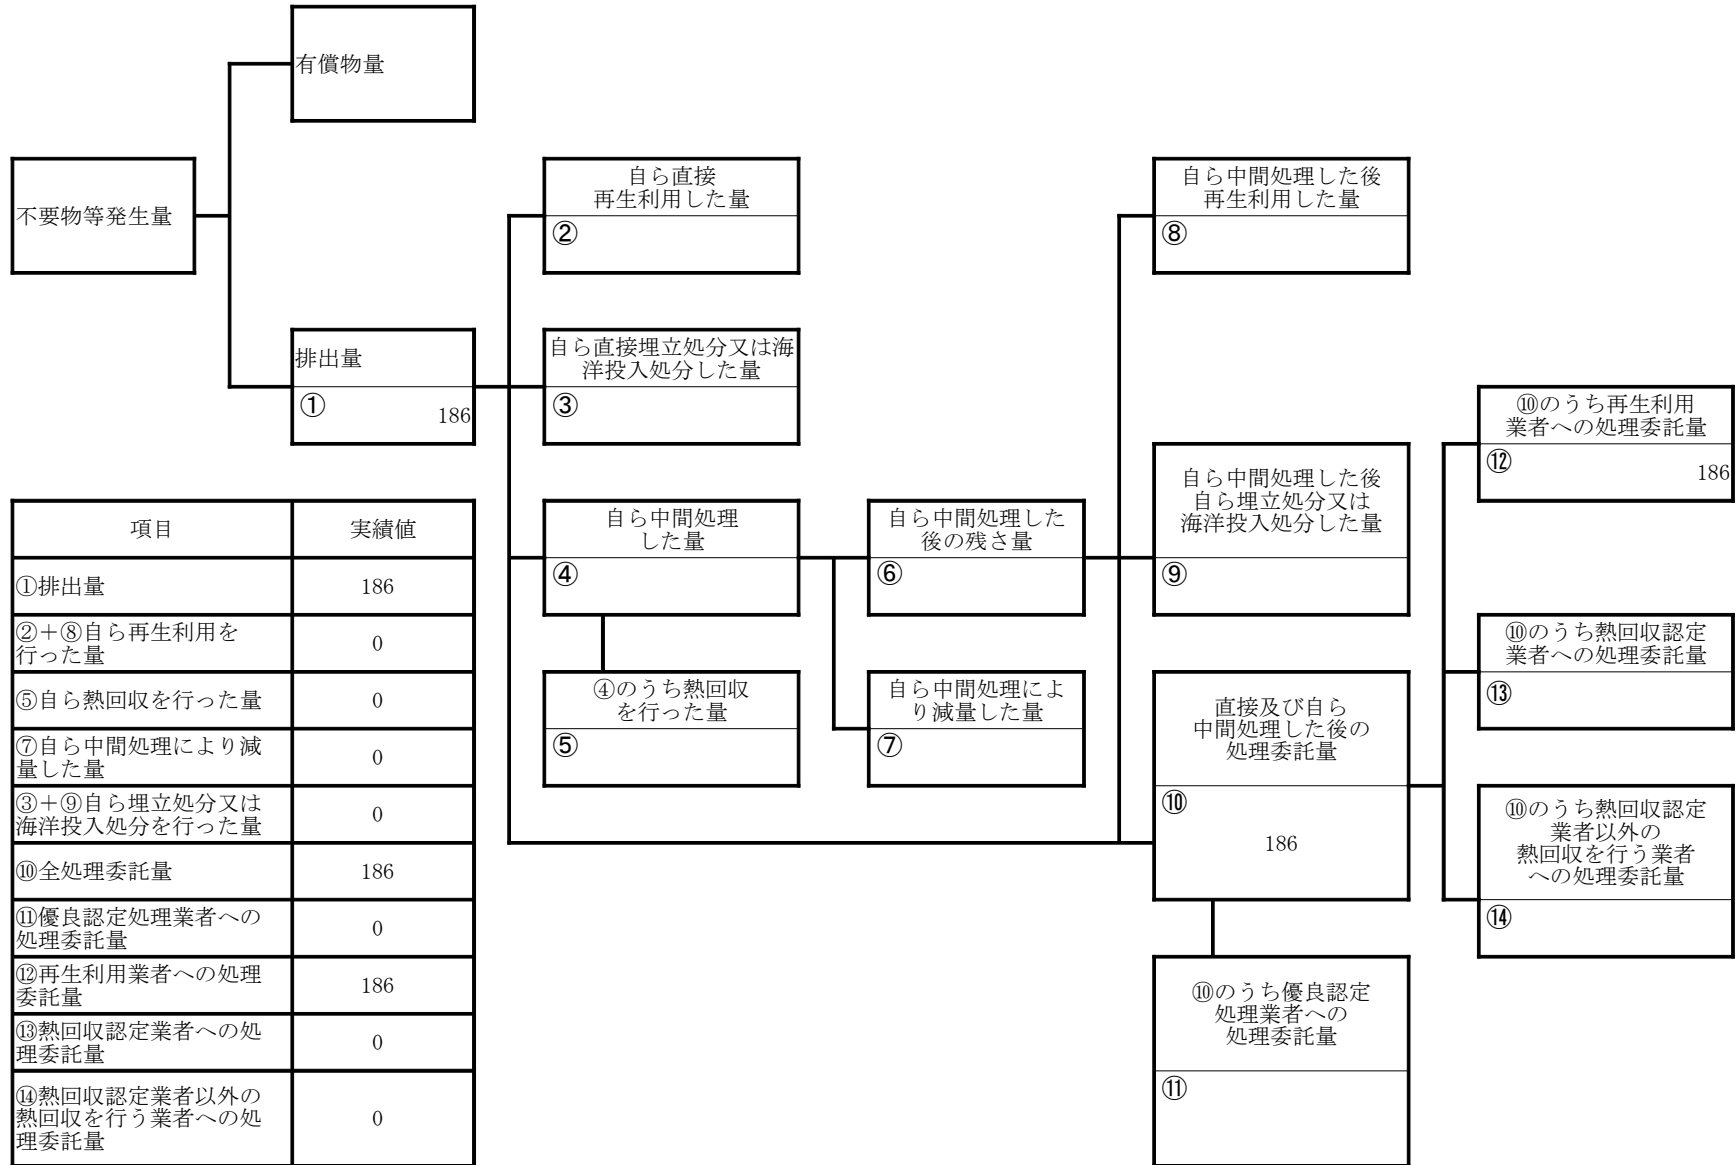 有償物量
不要物等発生量
排出量
①
186
自ら直接
再生利用した量
②
自ら直接埋立処分又は海
洋投入処分した量
③
自ら中間処理
した量
④
④のうち熱回収
を行った量
⑤
自ら中間処理した
後の残さ量
⑥
自ら中間処理によ
り減量した量
⑦
自ら中間処理した後
再生利用した量
⑧
自ら中間処理した後
自ら埋立処分又は
海洋投入処分した量
⑨
直接及び自ら
中間処理した後の
処理委託量
⑩
186
⑩のうち優良認定
処理業者への
処理委託量
⑪
⑩のうち再生利用
業者への処理委託量
⑫
186
⑩のうち熱回収認定
業者への処理委託量
⑬
⑩のうち熱回収認定
業者以外の
熱回収を行う業者
への処理委託量
⑭
項目 実績値
①排出量 186
②+⑧自ら再生利用を
行った量 0
⑤自ら熱回収を行った量 0
⑦自ら中間処理により減
量した量 0
③+⑨自ら埋立処分又は
海洋投入処分を行った量 0
⑩全処理委託量 186
⑪優良認定処理業者への
処理委託量 0
⑫再生利用業者への処理
委託量 186
⑬熱回収認定業者への処
理委託量 0
⑭熱回収認定業者以外の
熱回収を行う業者への処
理委託量 0